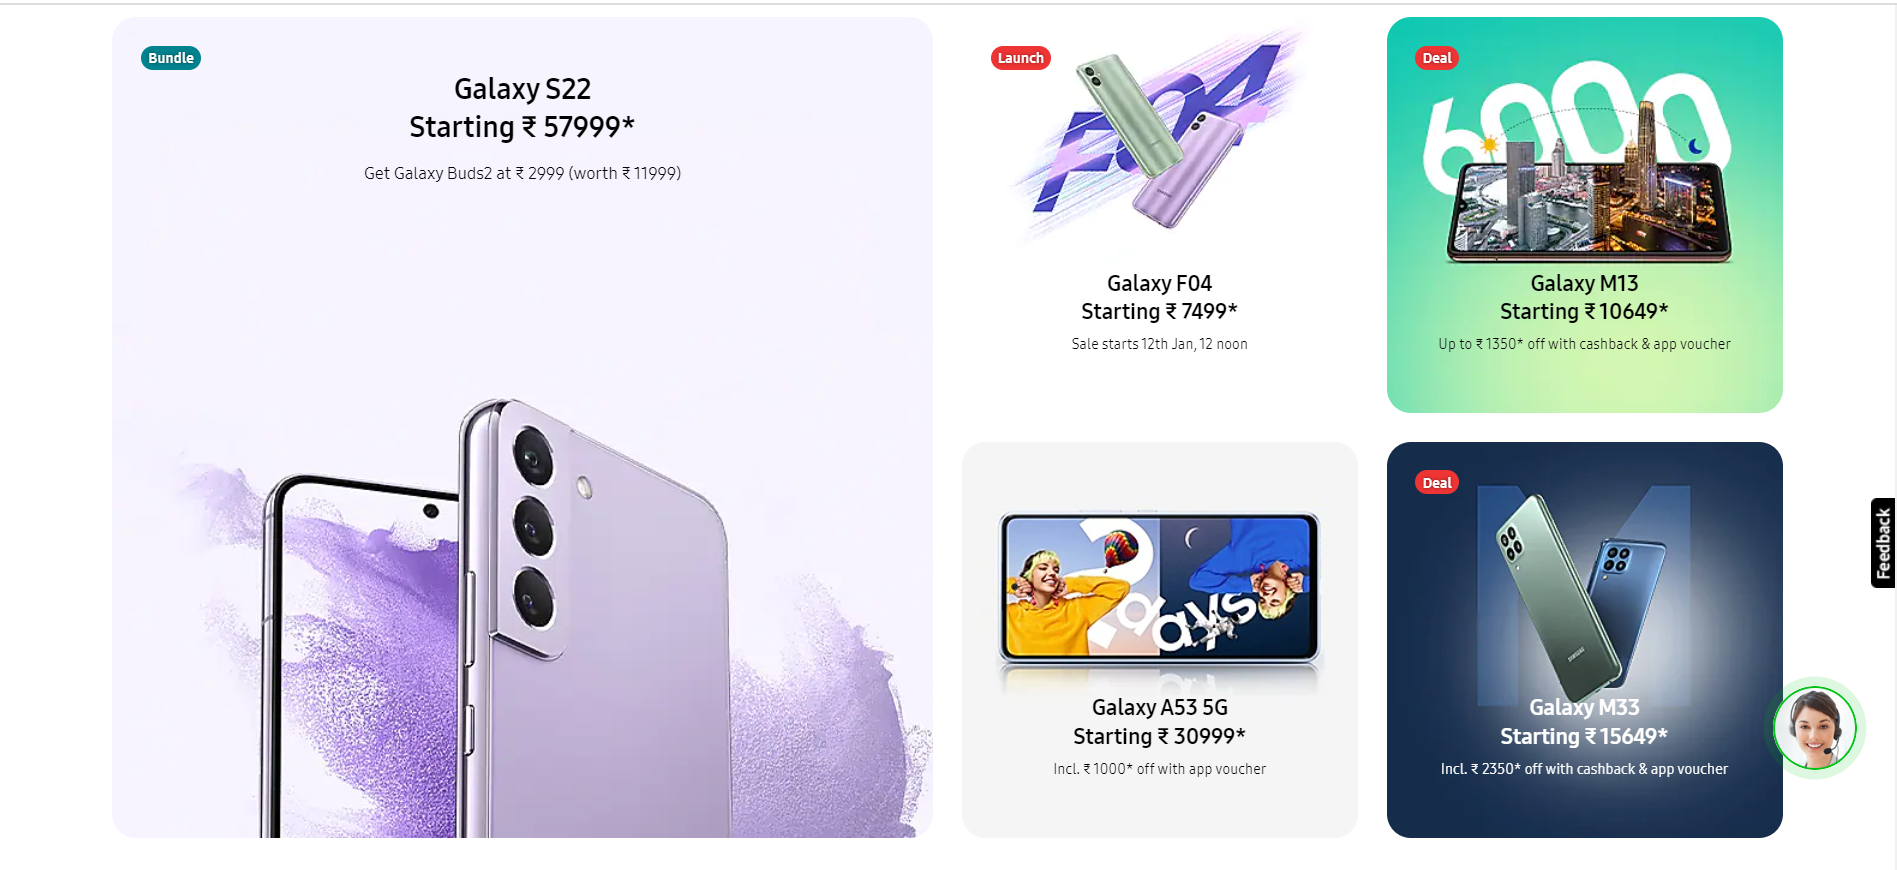 Bundle
Galaxy S22
Starting ₹ 57999*
Get Galaxy Buds2 at ₹ 2999 (worth ₹ 11999)
Launch
F04
Galaxy F04
Starting ₹ 7499*
Sale starts 12th Jan, 12 noon
Deal
6000
Galaxy M13
Starting ₹ 10649*
Up to ₹ 1350* off with cashback & app voucher
2
days
Galaxy A53 5G
Starting ₹ 30999*
Incl. ₹ 1000* off with app voucher
Deal
M
SAMSUNG
Galaxy M33
Starting ₹ 15649*
Incl. ₹ 2350* off with cashback & app voucher
Feedback